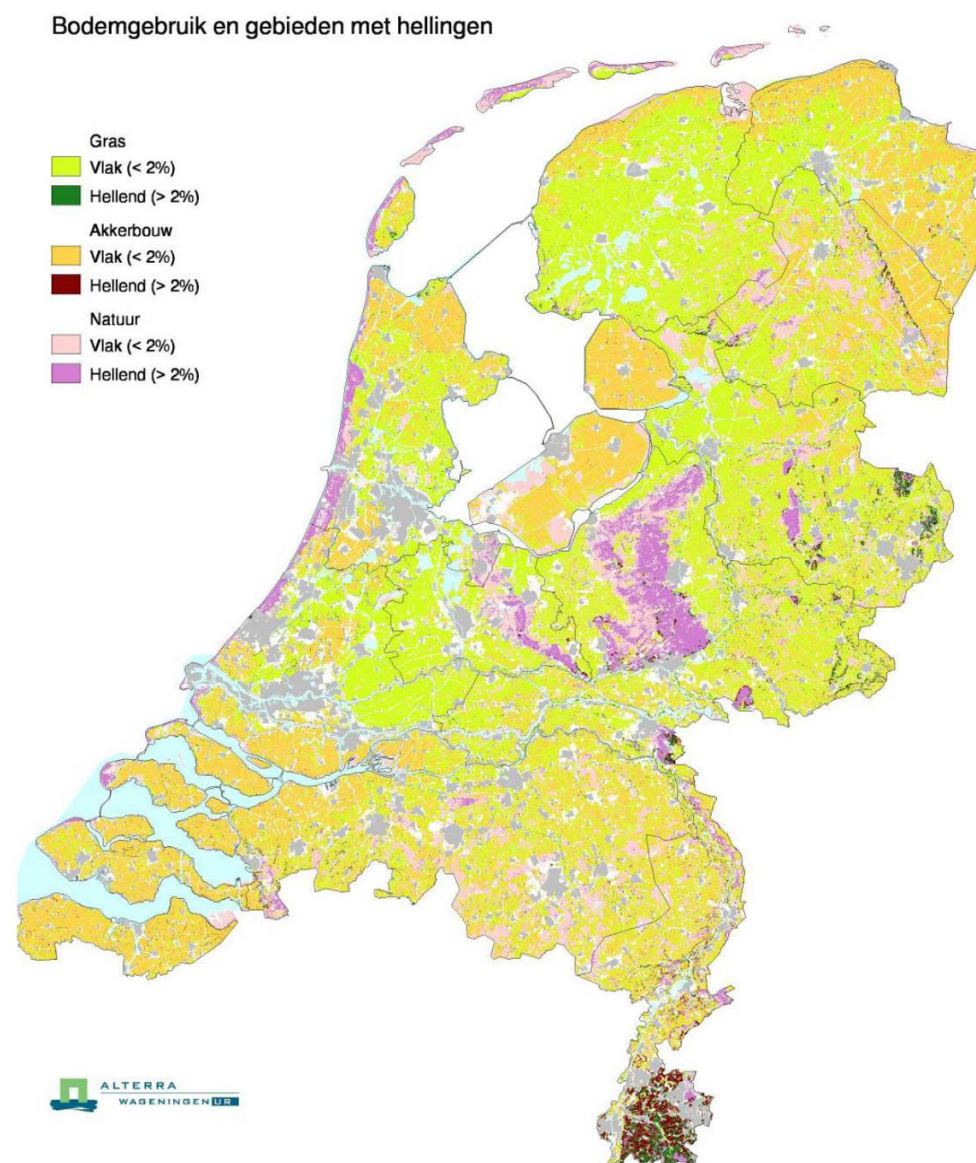 Bodemgebruik en gebieden met hellingen
Gras
Vlak (< 2%)
Hellend (> 2%)
Akkerbouw
Vlak (< 2%)
Hellend (> 2%)
Natuur
Vlak (< 2%)
Hellend (> 2%)
ALTERRA
WAGENINGEN UR